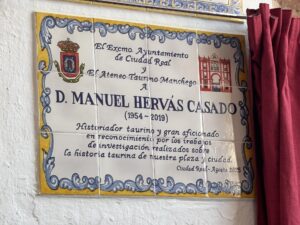 El Excmo. Ayuntamiento
de Ciudad Real
y
El Ateneo Taurino Manchego
A
D. MANUEL HERVÁS CASADO
(1954 - 2019)
Historiador taurino y gran aficionado
en reconocimiento por los trabajos
de investigación realizados sobre
la historia taurina de nuestra plaza y ciudad.
Ciudad Real - Agosto